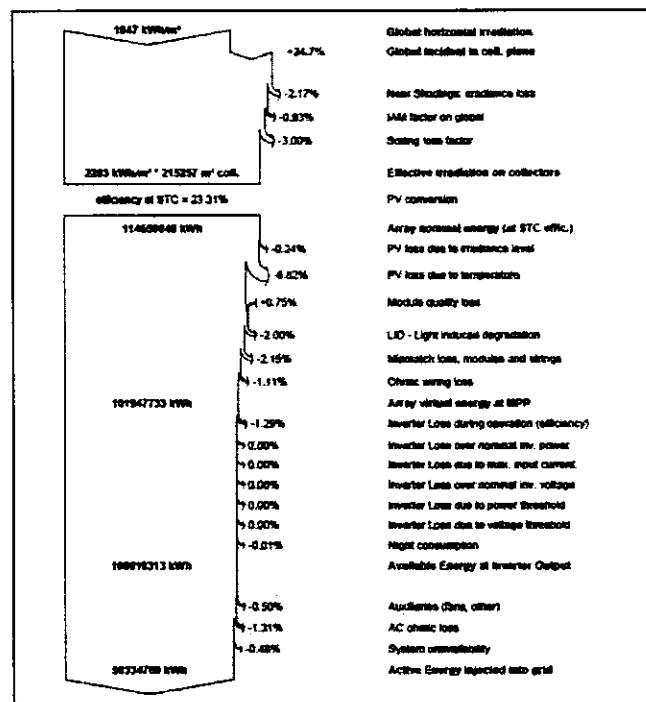 1847 kWh/m² Global horizontal irradiation
+24.7% Global incident in coll. plane
-2.17% Near Shadings: irradiance loss
-0.83% IAM factor on global
-3.00% Soiling loss factor
2283 kWh/m² * 215257 m² coll. Effective irradiation on collectors
efficiency at STC = 23.31% PV conversion
Array nominal energy (at STC effic.)
-0.24% PV loss due to irradiance level
-6.82% PV loss due to temperature
+0.75% Module quality loss
-2.00% LID - Light induced degradation
-2.15% Mismatch loss, modules and strings
-1.11% Ohmic wiring loss
101947733 kWh Array virtual energy at MPP
-1.29% Inverter Loss during operation (efficiency)
0.00% Inverter Loss over nominal inv. power
0.00% Inverter Loss due to max. input current
0.00% Inverter Loss over nominal inv. voltage
0.00% Inverter Loss due to power threshold
0.00% Inverter Loss due to voltage threshold
-0.01% Night consumption
kWh Available Energy at Inverter Output
-0.50% Auxiliaries (fans, other)
-1.31% AC ohmic loss
-0.48% System unavailability
kWh Active Energy injected into grid